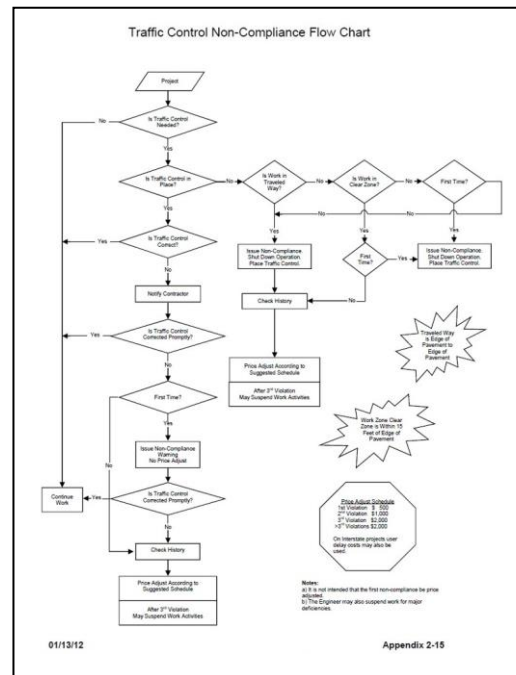 Traffic Control Non-Compliance Flow Chart
Project
Is Traffic Control
Needed?
No
Yes
Is Traffic Control in
Place?
No
Is Work in
Traveled
Way?
No
Is Work in
Clear Zone?
No
First Time?
No
No
Yes
Yes
Yes
Yes
Is Traffic Control
Correct?
Yes
No
Issue Non-Compliance.
Shut Down Operation.
Place Traffic Control.
First
Time?
Yes
Issue Non-Compliance.
Shut Down Operation.
Place Traffic Control.
Notify Contractor
Check History
No
Is Traffic Control
Corrected Promptly?
Yes
No
Traveled Way
is Edge of
Pavement to
Edge of
Pavement
Price Adjust According to
Suggested Schedule
After 3rd Violation
May Suspend Work Activities
First Time?
Yes
No
Work Zone Clear
Zone is Within 15
Feet of Edge of
Pavement
Issue Non-Compliance
Warning
No Price Adjust
Continue
Work
Yes
Is Traffic Control
Corrected Promptly?
No
Price Adjust Schedule
1st Violation $ 500
2nd Violation $1,000
3rd Violation $2,000
>3rd Violations $2,000
On Interstate projects user
delay costs may also be
used.
Check History
Price Adjust According to
Suggested Schedule
After 3rd Violation
May Suspend Work Activities
Notes:
a) It is not intended that the first non-compliance be price
adjusted.
b) The Engineer may also suspend work for major
deficiencies.
01/13/12
Appendix 2-15